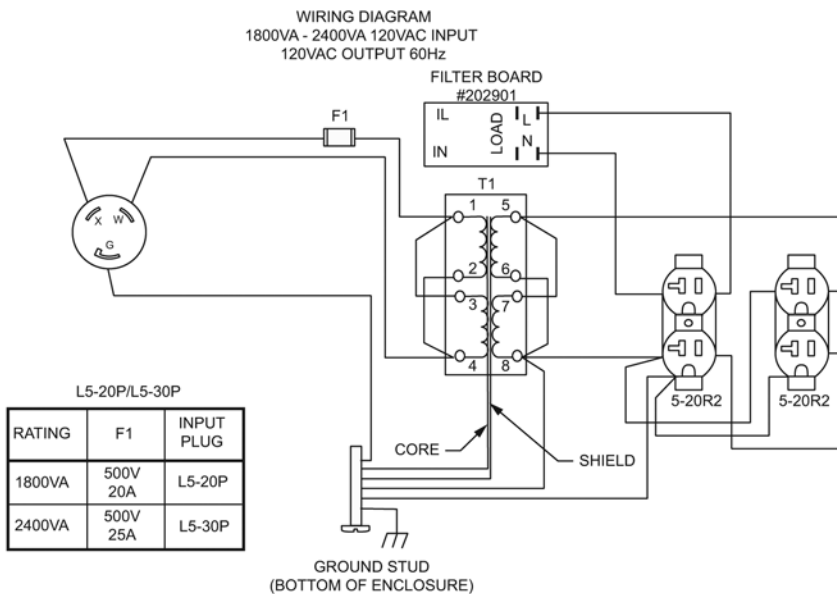 WIRING DIAGRAM
1800VA - 2400VA 120VAC INPUT
120VAC OUTPUT 60Hz
FILTER BOARD
#202901
F1
IL
L
LOAD
IN
N
T1
X
W
G
1
5
2
6
3
7
4
8
5-20R2
5-20R2
L5-20P/L5-30P
RATING
F1
INPUT
PLUG
1800VA
500V
20A
L5-20P
2400VA
500V
25A
L5-30P
CORE
SHIELD
GROUND STUD
(BOTTOM OF ENCLOSURE)